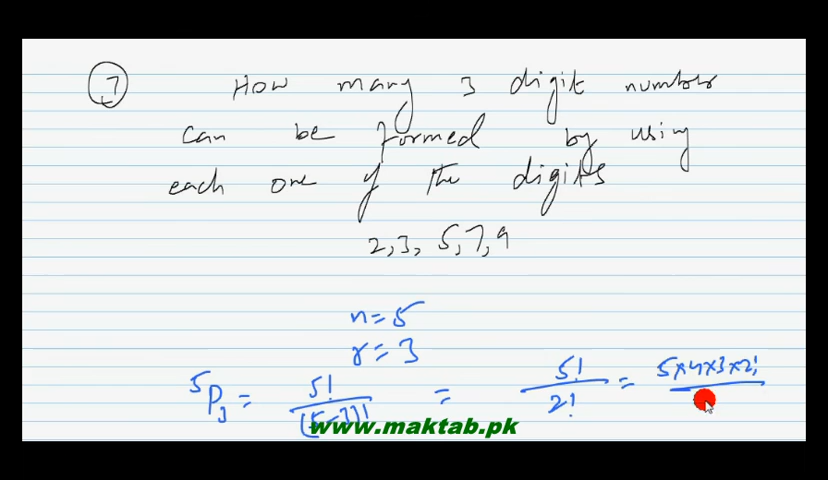 7 How many 3 digit number
can be formed by using
each one of the digits
2,3, 5,7,9
n=5
r=3
⁵P₃ = 5!/(5-3)! = 5!/2! = 5×4×3×2!
www.maktab.pk